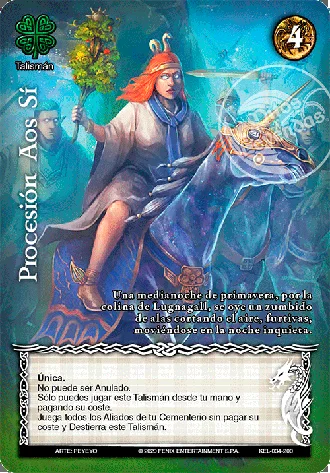 4
Talismán
Procesión Aos Sí
Una medianoche de primavera, por la
colina de Lugnagall, se oye un zumbido
de alas cortando el aire, furtivas,
moviéndose en la noche inquieta.
Única.
No puede ser Anulado.
Sólo puedes jugar este Talismán desde tu mano y
pagando su coste.
Juega todos los Aliados de tu Cementerio sin pagar su
coste y Destierra este Talismán.
ARTE: PEYEYO
© 2020 FENIX ENTERTAINMENT S.P.A.